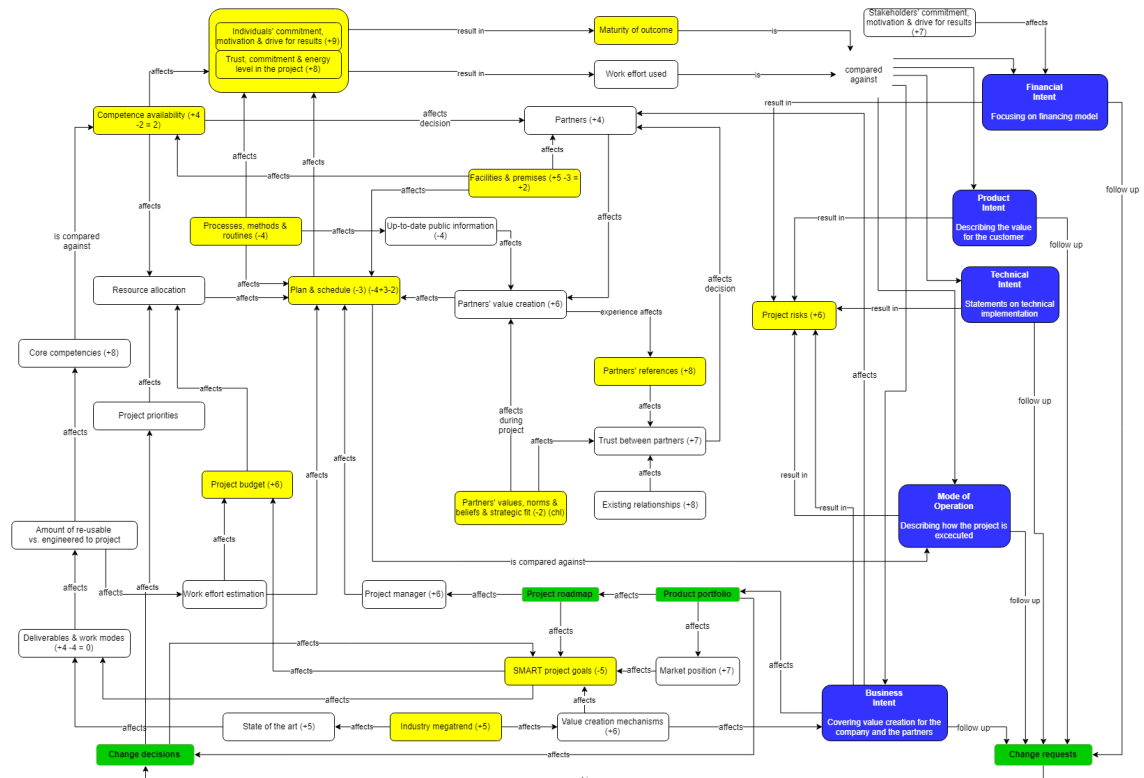 Individuals' commitment,
motivation & drive for results (+9)
Trust, commitment & energy
level in the project (+8)
result in
Maturity of outcome
is
Stakeholders' commitment,
motivation & drive for results
(+7)
affects
affects
result in
Work effort used
is
compared
against
Financial
Intent
Focusing on financing model
result in
Competence availability (+4
-2 = 2)
affects
decision
Partners (+4)
affects
affects
affects
Facilities & premises (+5 -3 =
+2)
affects
affects
follow up
is compared
against
affects
Processes, methods &
routines (-4)
affects
Up-to-date public information
(-4)
affects
affects
Product
Intent
Describing the value
for the customer
result in
follow up
affects
affects
decision
Resource allocation
affects
affects
Plan & schedule (-3) (-4+3-2)
affects
Partners' value creation (+6)
experience affects
Technical
Intent
Statements on technical
implementation
result in
Project risks (+6)
Core competencies (+8)
affects
affects
Partners' references (+8)
affects
affects
follow up
Project priorities
affects
affects
during
project
affects
Trust between partners (+7)
affects
affects
Project budget (+6)
result in
Partners' values, norms &
beliefs & strategic fit (-2) (chl)
Existing relationships (+8)
Mode of
Operation
Describing how the project is
excecuted
result in
Amount of re-usable
vs. engineered to project
affects
is compared against
affects
affects
affects
Work effort estimation
Project manager (+6)
affects
Project roadmap
affects
Product portfolio
follow up
Deliverables & work modes
(+4 -4 = 0)
affects
affects
affects
SMART project goals (-5)
affects
Market position (+7)
affects
affects
affects
Business
Intent
Covering value creation for the
company and the partners
affects
State of the art (+5)
affects
Industry megatrend (+5)
affects
Value creation mechanisms
(+6)
affects
follow up
Change decisions
affects
Change requests